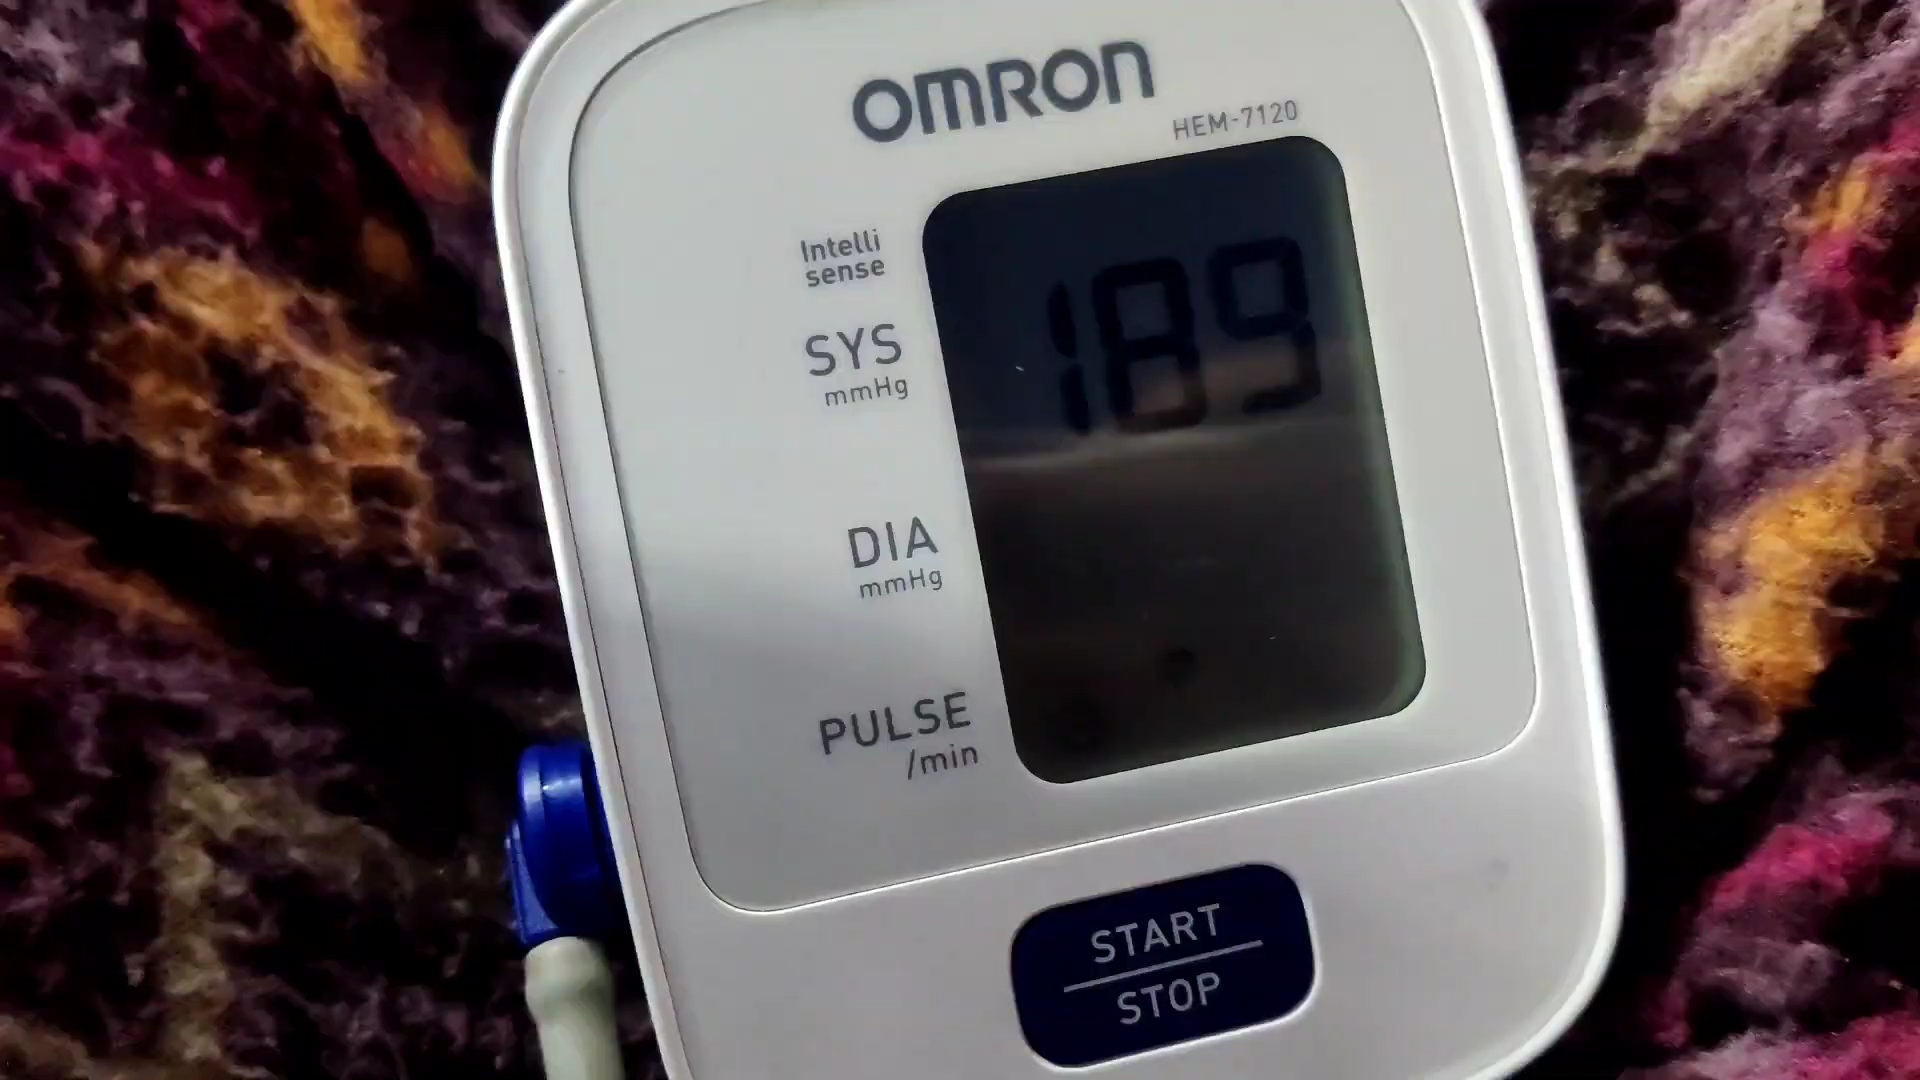 OMRON
HEM-7120
Intelli
sense
189
SYS
mmHg
DIA
mmHg
PULSE
/min
START
STOP